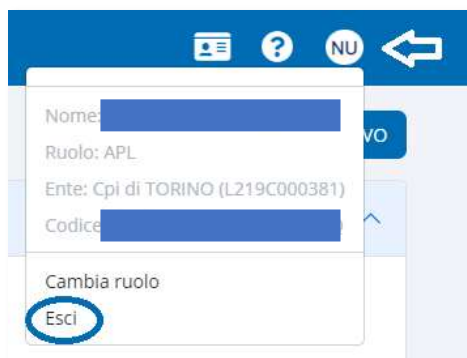 ?
NU
Nome:
VO
Ruolo: APL
Ente: Cpi di TORINO (L219C000381)
Codice
Cambia ruolo
Esci